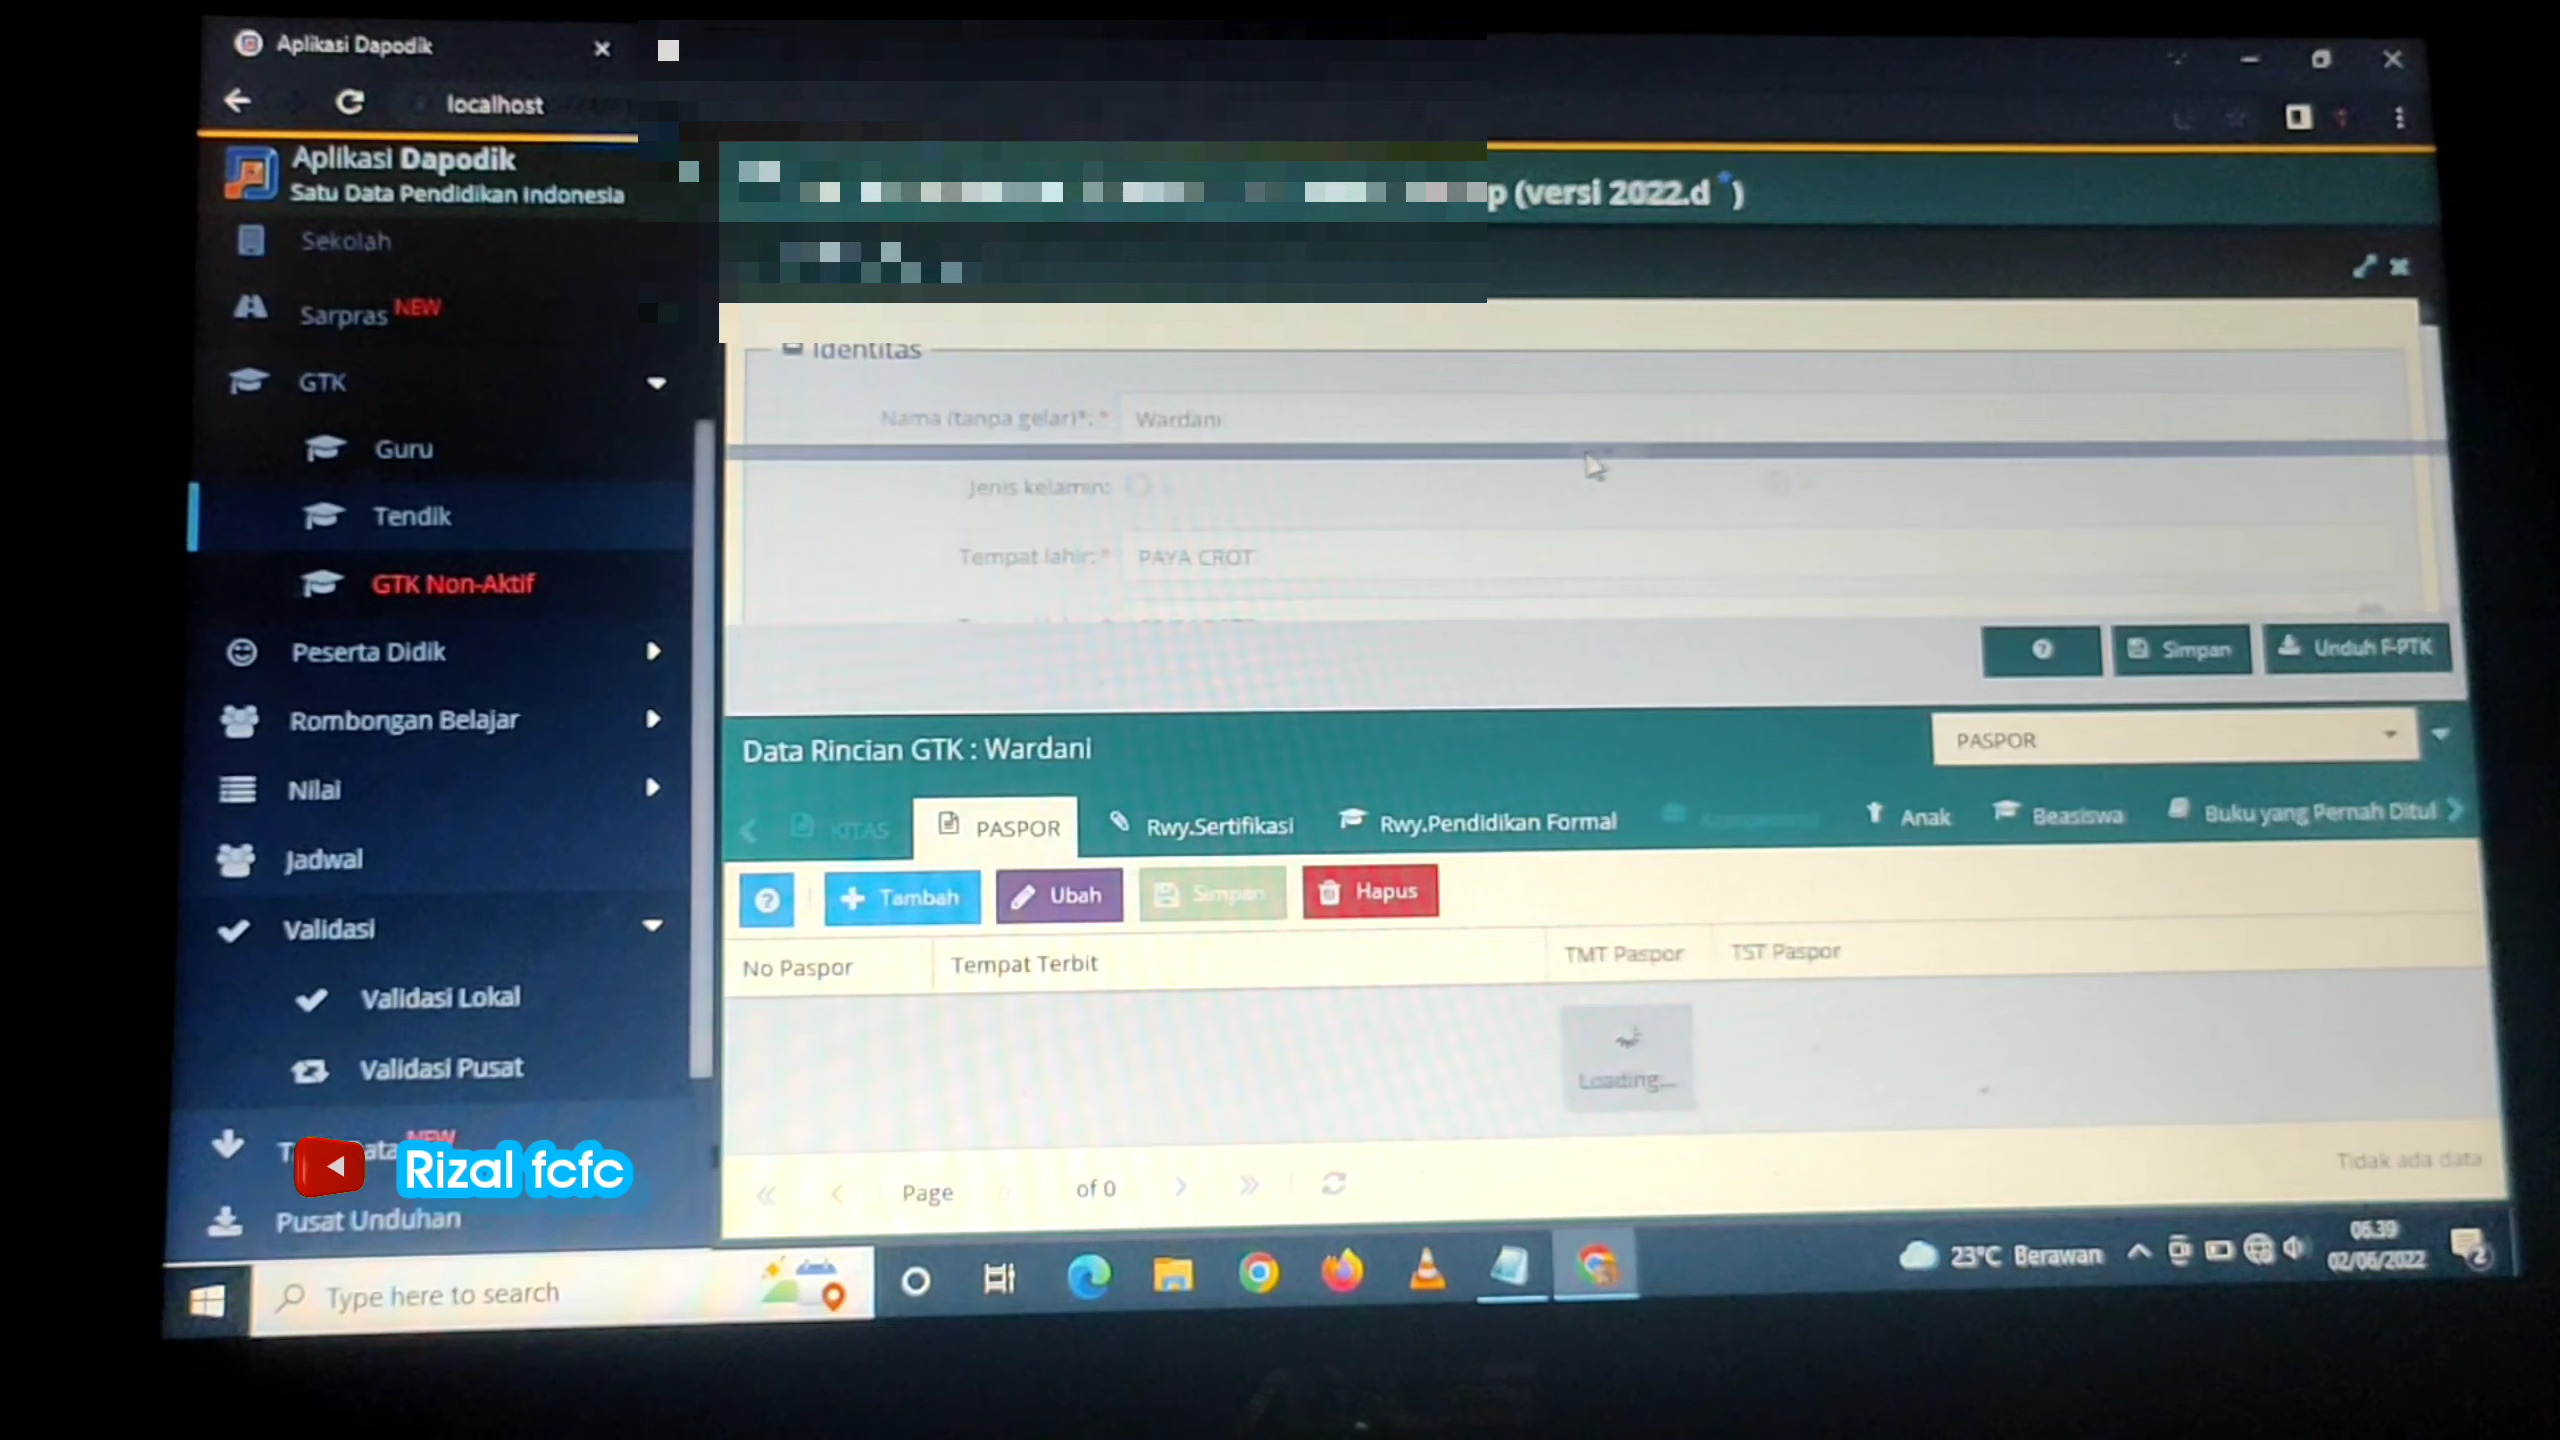 Aplikasi Dapodik
localhost
Aplikasi Dapodik
Satu Data Pendidikan Indonesia
p (versi 2022.d*)
Sekolah
Sarpras NEW
GTK
Guru
Tendik
GTK Non-Aktif
Peserta Didik
Rombongan Belajar
Nilai
Jadwal
Validasi
Validasi Lokal
Validasi Pusat
NEW
Rizal fcfc
Pusat Unduhan
Identitas
Nama (tanpa gelar)*: * Wardani
Jenis kelamin:
Tempat lahir: * PAYA CROT
Simpan
Unduh F-PTK
Data Rincian GTK : Wardani
PASPOR
KITAS
PASPOR
Rwy.Sertifikasi
Rwy.Pendidikan Formal
Anak
Beasiswa
Buku yang Pernah Ditul
Tambah
Ubah
Simpan
Hapus
No Paspor
Tempat Terbit
TMT Paspor
TST Paspor
Loading...
Page
of 0
Tidak ada data
Type here to search
23°C Berawan
06.39
02/06/2022
2